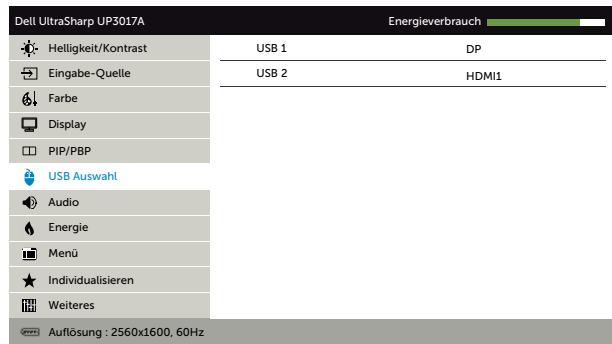 Dell UltraSharp UP3017A Energieverbrauch
Helligkeit/Kontrast USB 1 DP
Eingabe-Quelle USB 2 HDMI1
Farbe
Display
PIP/PBP
USB Auswahl
Audio
Energie
Menü
Individualisieren
Weiteres
Auflösung : 2560x1600, 60Hz